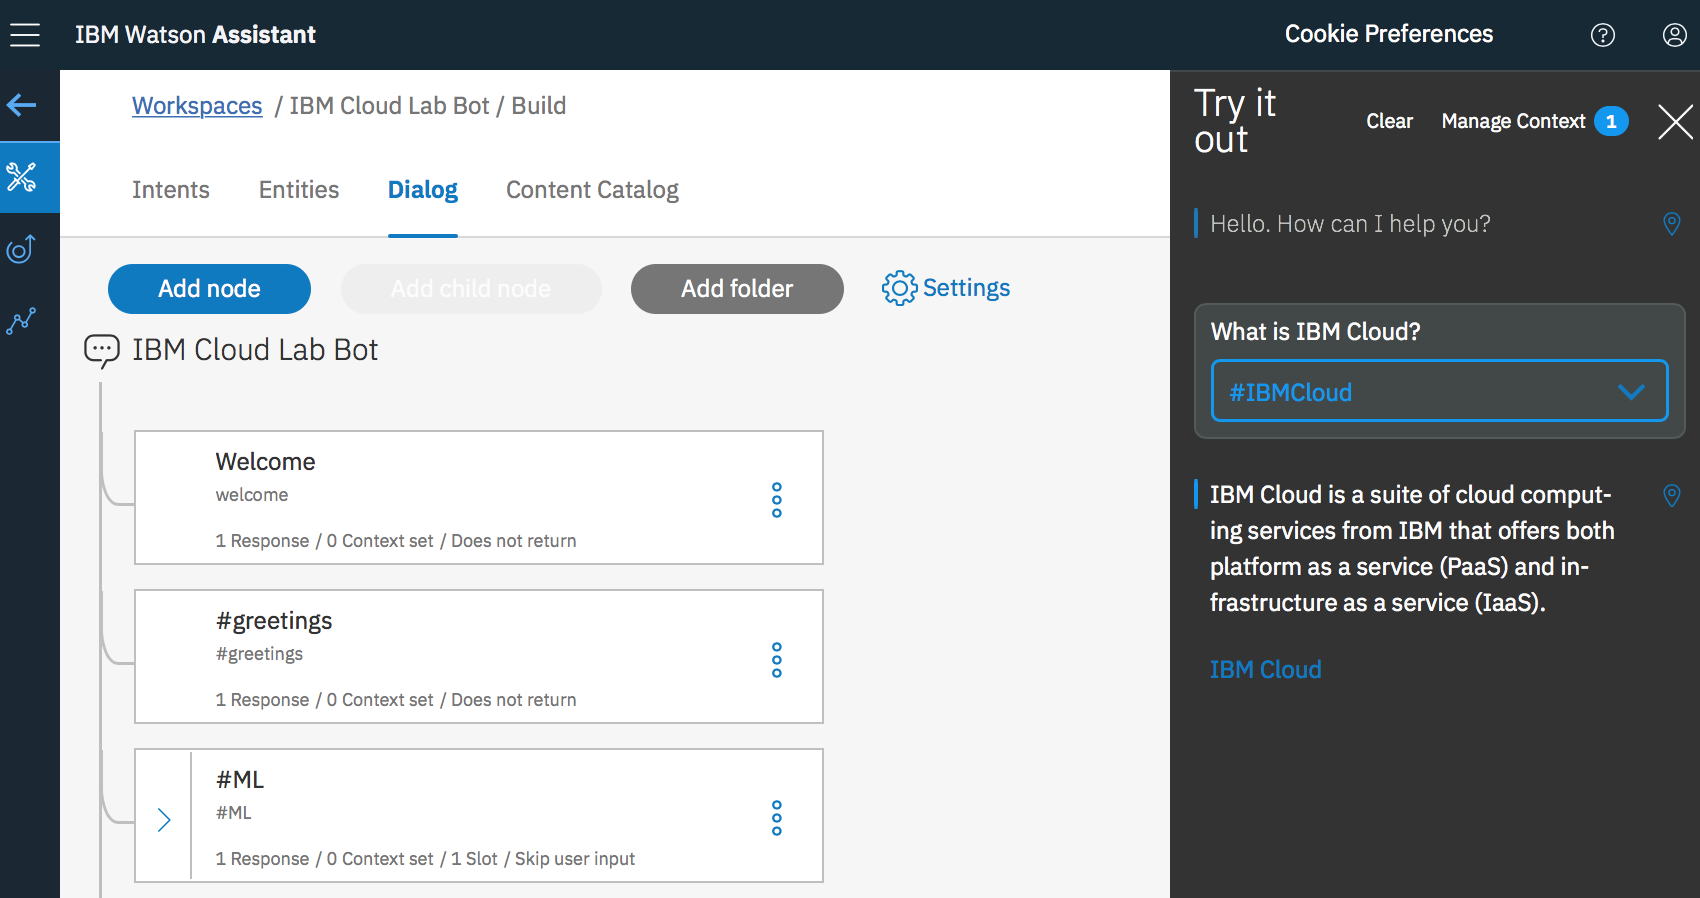 IBM Watson Assistant
Cookie Preferences
Workspaces / IBM Cloud Lab Bot / Build
Intents Entities Dialog Content Catalog
Add node Add child node Add folder Settings
IBM Cloud Lab Bot
Welcome
welcome
1 Response / 0 Context set / Does not return
#greetings
#greetings
1 Response / 0 Context set / Does not return
#ML
#ML
1 Response / 0 Context set / 1 Slot / Skip user input
Try it
out
Clear Manage Context 1
Hello. How can I help you?
What is IBM Cloud?
#IBMCloud
IBM Cloud is a suite of cloud comput-
ing services from IBM that offers both
platform as a service (PaaS) and in-
frastructure as a service (IaaS).
IBM Cloud